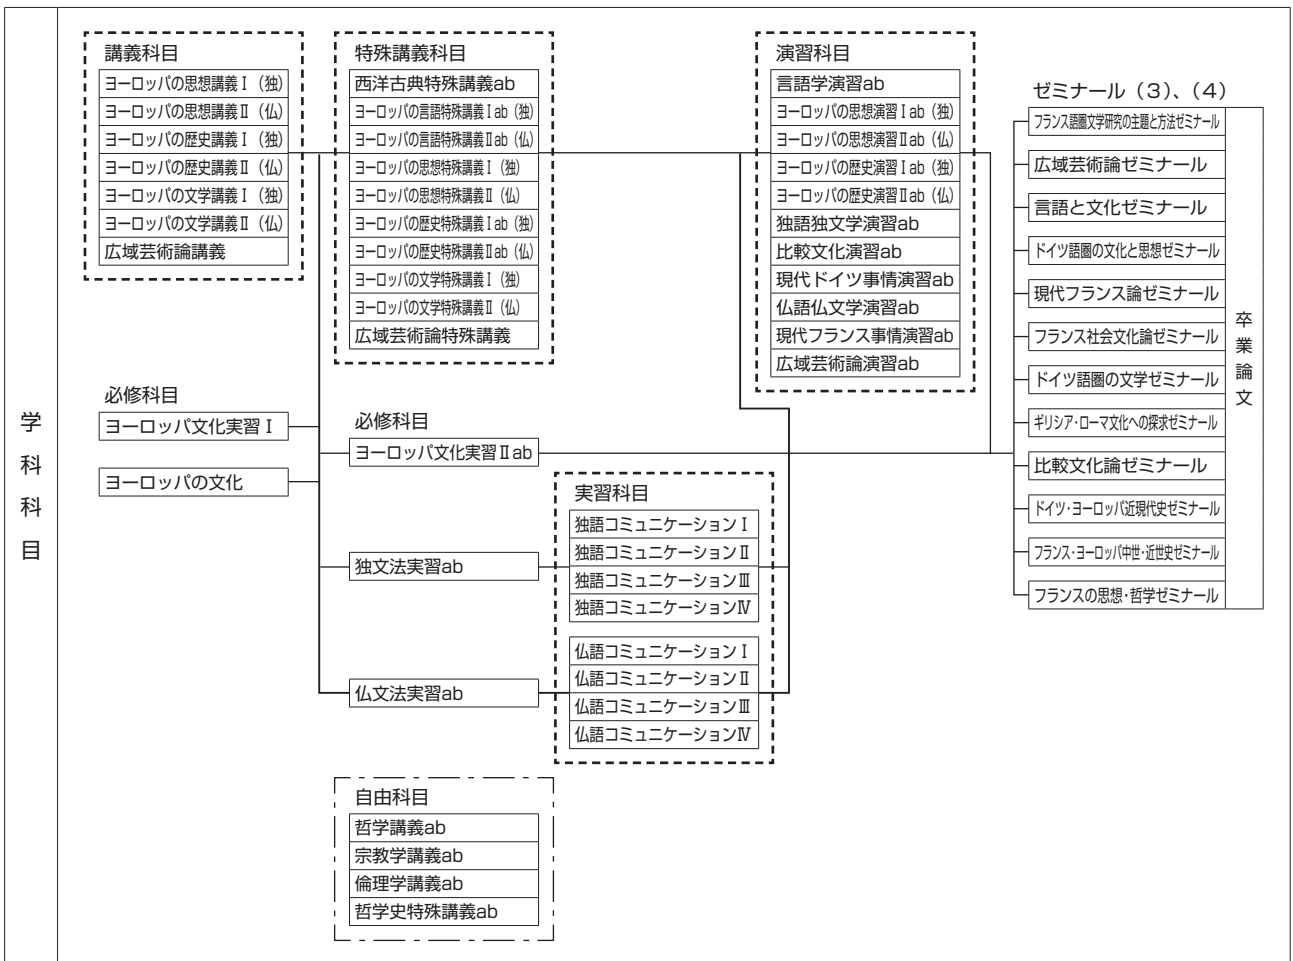 学科科目
講義科目
ヨーロッパの思想講義Ⅰ（独）
ヨーロッパの思想講義Ⅱ（仏）
ヨーロッパの歴史講義Ⅰ（独）
ヨーロッパの歴史講義Ⅱ（仏）
ヨーロッパの文学講義Ⅰ（独）
ヨーロッパの文学講義Ⅱ（仏）
広域芸術論講義
必修科目
ヨーロッパ文化実習Ⅰ
ヨーロッパの文化
特殊講義科目
西洋古典特殊講義ab
ヨーロッパの言語特殊講義Ⅰab（独）
ヨーロッパの言語特殊講義Ⅱab（仏）
ヨーロッパの思想特殊講義Ⅰ（独）
ヨーロッパの思想特殊講義Ⅱ（仏）
ヨーロッパの歴史特殊講義Ⅰab（独）
ヨーロッパの歴史特殊講義Ⅱab（仏）
ヨーロッパの文学特殊講義Ⅰ（独）
ヨーロッパの文学特殊講義Ⅱ（仏）
広域芸術論特殊講義
必修科目
ヨーロッパ文化実習Ⅱab
独文法実習ab
仏文法実習ab
自由科目
哲学講義ab
宗教学講義ab
倫理学講義ab
哲学史特殊講義ab
実習科目
独語コミュニケーションⅠ
独語コミュニケーションⅡ
独語コミュニケーションⅢ
独語コミュニケーションⅣ
仏語コミュニケーションⅠ
仏語コミュニケーションⅡ
仏語コミュニケーションⅢ
仏語コミュニケーションⅣ
演習科目
言語学演習ab
ヨーロッパの思想演習Ⅰab（独）
ヨーロッパの思想演習Ⅱab（仏）
ヨーロッパの歴史演習Ⅰab（独）
ヨーロッパの歴史演習Ⅱab（仏）
独語独文学演習ab
比較文化演習ab
現代ドイツ事情演習ab
仏語仏文学演習ab
現代フランス事情演習ab
広域芸術論演習ab
ゼミナール（3）、（4）
フランス語圏文学研究の主題と方法ゼミナール
広域芸術論ゼミナール
言語と文化ゼミナール
ドイツ語圏の文化と思想ゼミナール
現代フランス論ゼミナール
フランス社会文化論ゼミナール
ドイツ語圏の文学ゼミナール
ギリシア・ローマ文化への探求ゼミナール
比較文化論ゼミナール
ドイツ・ヨーロッパ近現代史ゼミナール
フランス・ヨーロッパ中世・近世史ゼミナール
フランスの思想・哲学ゼミナール
卒業論文